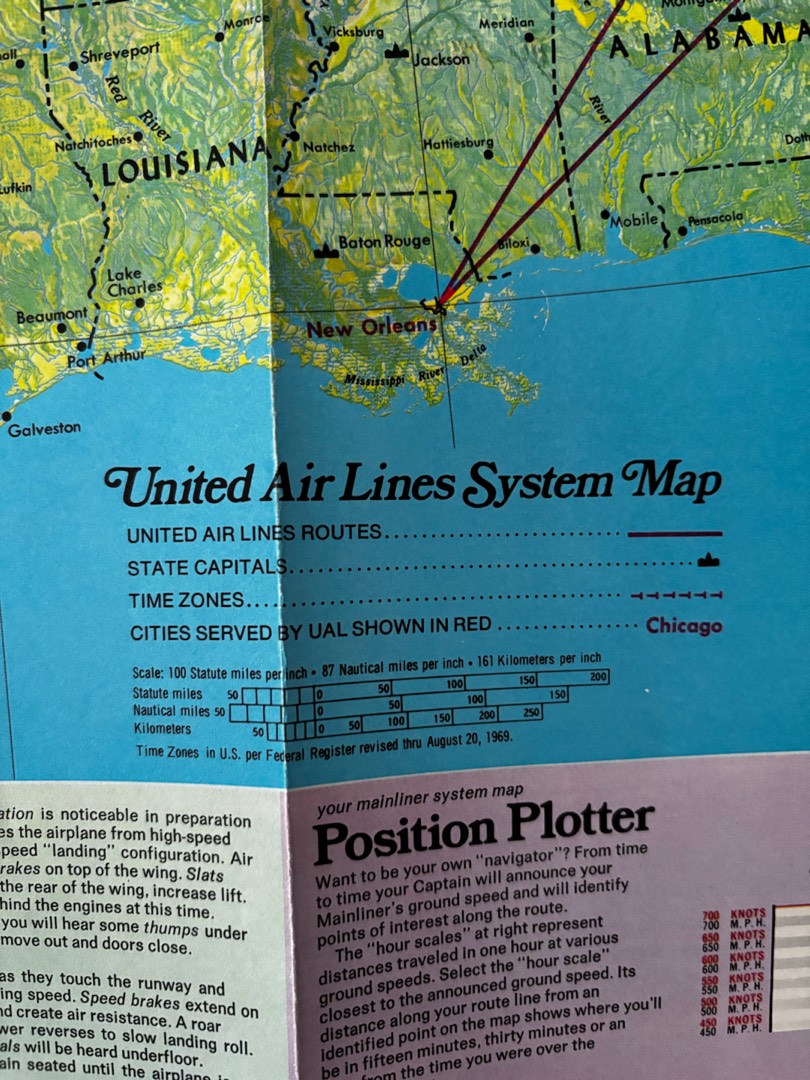 Monroe
Vicksburg
Meridian
Shreveport
Jackson
ALABAMA
Red River
River
Natchitoches
Natchez
Hattiesburg
LOUISIANA
Lufkin
Mobile
Pensacola
Baton Rouge
Biloxi
Lake
Charles
Beaumont
New Orleans
Port Arthur
Mississippi River Delta
Galveston
United Air Lines System Map
UNITED AIR LINES ROUTES
STATE CAPITALS
TIME ZONES
CITIES SERVED BY UAL SHOWN IN RED Chicago
Scale: 100 Statute miles per inch • 87 Nautical miles per inch • 161 Kilometers per inch
Statute miles 50 0 50 100 150 200
Nautical miles 50 0 50 100 150
Kilometers 50 0 50 100 150 200 250
Time Zones in U.S. per Federal Register revised thru August 20, 1969.
ation is noticeable in preparation
es the airplane from high-speed
peed "landing" configuration. Air
rakes on top of the wing. Slats
the rear of the wing, increase lift.
hind the engines at this time.
you will hear some thumps under
move out and doors close.
as they touch the runway and
ing speed. Speed brakes extend on
nd create air resistance. A roar
wer reverses to slow landing roll.
als will be heard underfloor.
ain seated until the airplane
your mainliner system map
Position Plotter
Want to be your own "navigator"? From time
to time your Captain will announce your
Mainliner's ground speed and will identify
points of interest along the route.
The "hour scales" at right represent
distances traveled in one hour at various
ground speeds. Select the "hour scale"
closest to the announced ground speed. Its
distance along your route line from an
identified point on the map shows where you'll
be in fifteen minutes, thirty minutes or an
from the time you were over the
700 KNOTS
700 M.P.H.
650 KNOTS
650 M.P.H.
600 KNOTS
600 M.P.H.
550 KNOTS
550 M.P.H.
500 KNOTS
500 M.P.H.
450 KNOTS
450 M.P.H.